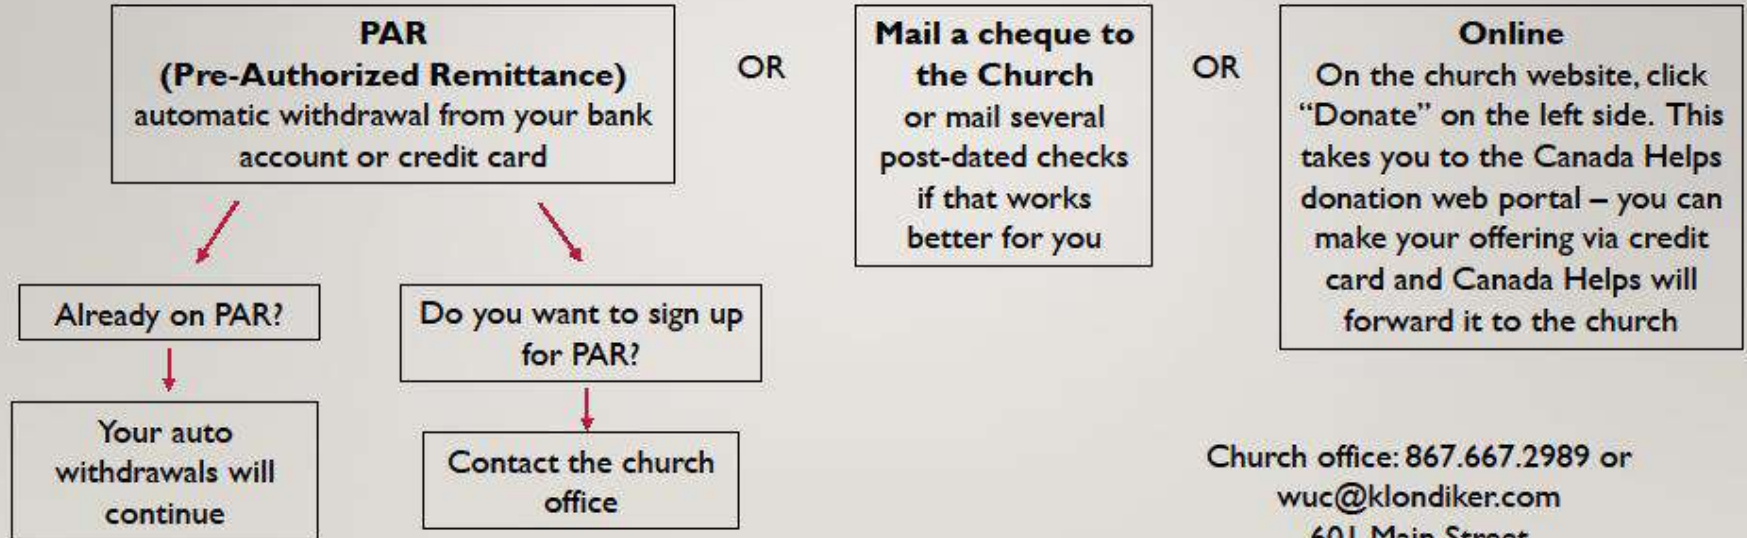 PAR
(Pre-Authorized Remittance)
automatic withdrawal from your bank
account or credit card
OR
Mail a cheque to
the Church
or mail several
post-dated checks
if that works
better for you
OR
Online
On the church website, click
“Donate” on the left side. This
takes you to the Canada Helps
donation web portal – you can
make your offering via credit
card and Canada Helps will
forward it to the church
Already on PAR?
Your auto
withdrawals will
continue
Do you want to sign up
for PAR?
Contact the church
office
Church office: 867.667.2989 or
wuc@klondiker.com
601 Main Street